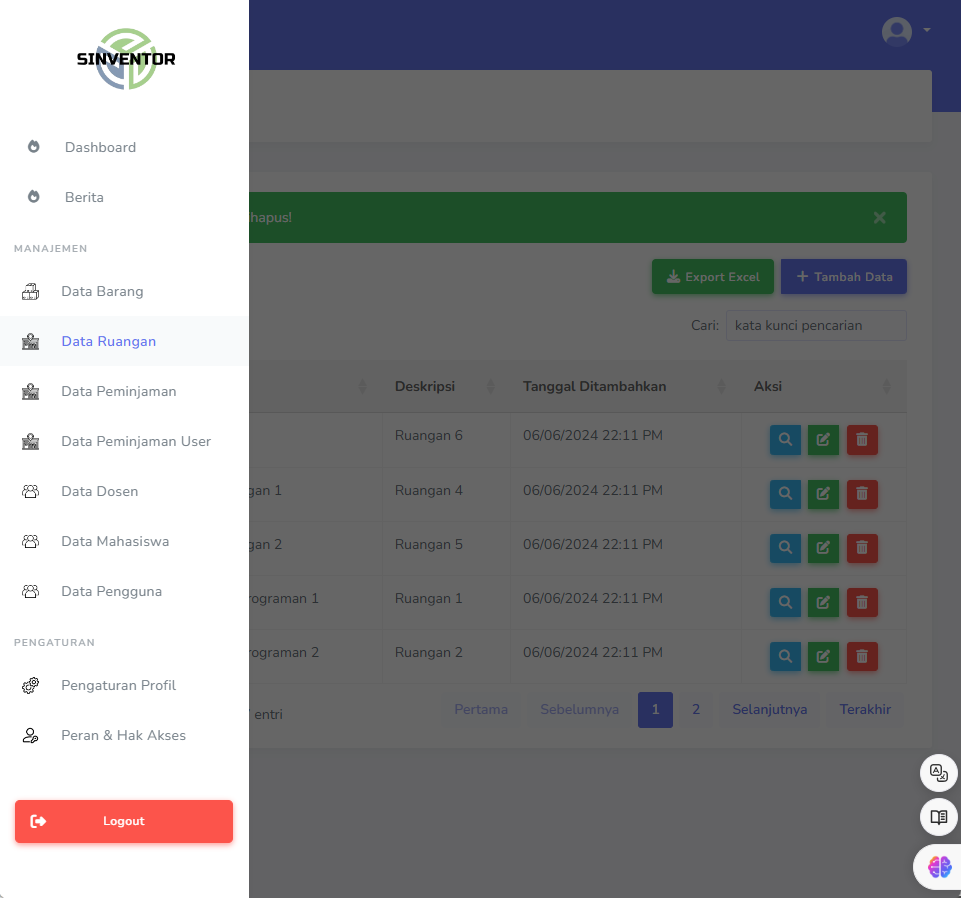 SINVENTOR
Dashboard
Berita
MANAJEMEN
Data Barang
Data Ruangan
Data Peminjaman
Data Peminjaman User
Data Dosen
Data Mahasiswa
Data Pengguna
PENGATURAN
Pengaturan Profil
Peran & Hak Akses
Logout
hapus!
×
Export Excel
+ Tambah Data
Cari: kata kunci pencarian
Deskripsi Tanggal Ditambahkan Aksi
Ruangan 6 06/06/2024 22:11 PM
gan 1 Ruangan 4 06/06/2024 22:11 PM
gan 2 Ruangan 5 06/06/2024 22:11 PM
rograman 1 Ruangan 1 06/06/2024 22:11 PM
rograman 2 Ruangan 2 06/06/2024 22:11 PM
entri
Pertama Sebelumnya 1 2 Selanjutnya Terakhir